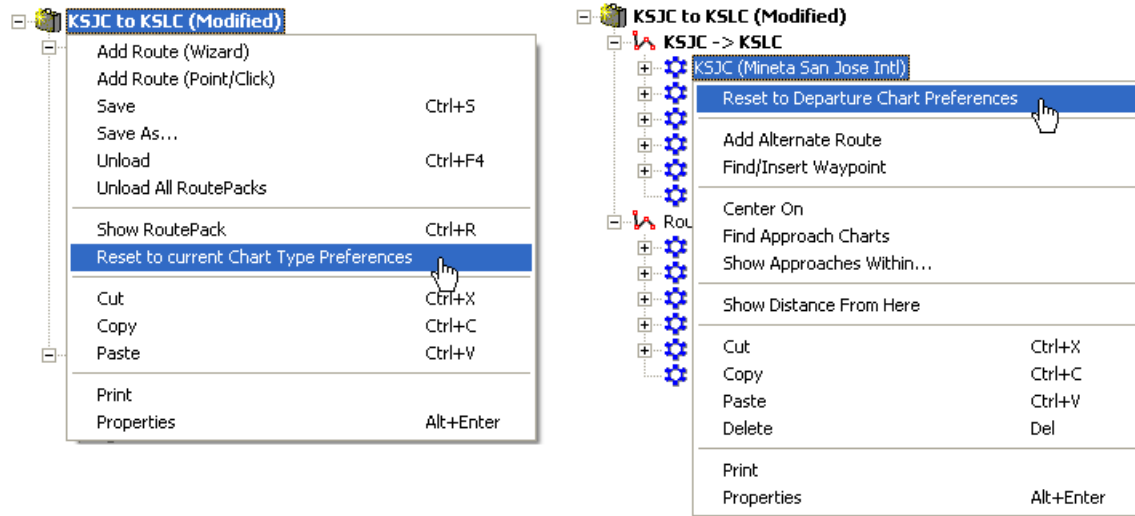 KSJC to KSLC (Modified)
Add Route (Wizard)
Add Route (Point/Click)
Save Ctrl+S
Save As...
Unload Ctrl+F4
Unload All RoutePacks
Show RoutePack Ctrl+R
Reset to current Chart Type Preferences
Cut Ctrl+X
Copy Ctrl+C
Paste Ctrl+V
Print
Properties Alt+Enter
KSJC to KSLC (Modified)
KSJC -> KSLC
KSJC (Mineta San Jose Intl)
Reset to Departure Chart Preferences
Add Alternate Route
Find/Insert Waypoint
Rou
Center On
Find Approach Charts
Show Approaches Within...
Show Distance From Here
Cut Ctrl+X
Copy Ctrl+C
Paste Ctrl+V
Delete Del
Print
Properties Alt+Enter